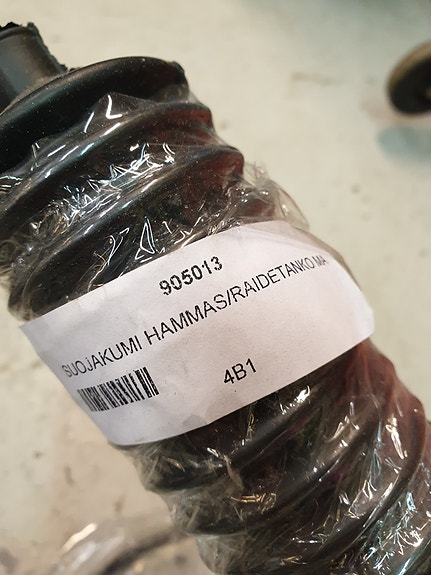 905013
SUOJAKUMI HAMMAS/RAIDETANKO MA
4B1